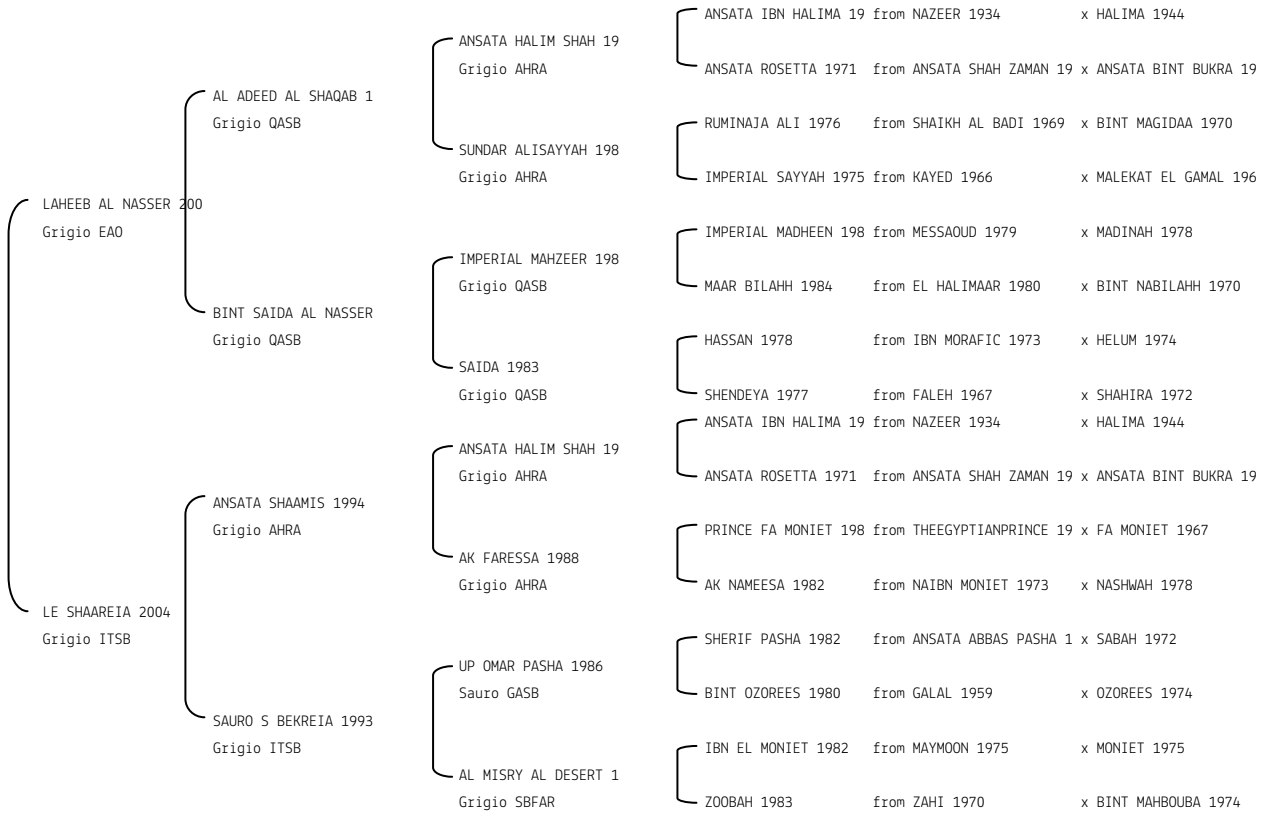 ANSATA IBN HALIMA 19 from NAZEER 1934 x HALIMA 1944
ANSATA HALIM SHAH 19
Grigio AHRA
ANSATA ROSETTA 1971 from ANSATA SHAH ZAMAN 19 x ANSATA BINT BUKRA 19
AL ADEED AL SHAQAB 1
Grigio QASB
RUMINAJA ALI 1976 from SHAIKH AL BADI 1969 x BINT MAGIDAA 1970
SUNDAR ALISAYYAH 198
Grigio AHRA
IMPERIAL SAYYAH 1975 from KAYED 1966 x MALEKAT EL GAMAL 196
LAHEEB AL NASSER 200
Grigio EAO
IMPERIAL MADHEEN 198 from MESSAOUD 1979 x MADINAH 1978
IMPERIAL MAHZEER 198
Grigio QASB
MAAR BILAHH 1984 from EL HALIMAAR 1980 x BINT NABILAHH 1970
BINT SAIDA AL NASSER
Grigio QASB
HASSAN 1978 from IBN MORAFIC 1973 x HELUM 1974
SAIDA 1983
Grigio QASB
SHENDEYA 1977 from FALEH 1967 x SHAHIRA 1972
ANSATA IBN HALIMA 19 from NAZEER 1934 x HALIMA 1944
ANSATA HALIM SHAH 19
Grigio AHRA
ANSATA ROSETTA 1971 from ANSATA SHAH ZAMAN 19 x ANSATA BINT BUKRA 19
ANSATA SHAAMIS 1994
Grigio AHRA
PRINCE FA MONIET 198 from THEEGYPTIANPRINCE 19 x FA MONIET 1967
AK FARESSA 1988
Grigio AHRA
AK NAMEESA 1982 from NAIBN MONIET 1973 x NASHWAH 1978
LE SHAAREIA 2004
Grigio ITSB
SHERIF PASHA 1982 from ANSATA ABBAS PASHA 1 x SABAH 1972
UP OMAR PASHA 1986
Sauro GASB
BINT OZOREES 1980 from GALAL 1959 x OZOREES 1974
SAURO S BEKREIA 1993
Grigio ITSB
IBN EL MONIET 1982 from MAYMOON 1975 x MONIET 1975
AL MISRY AL DESERT 1
Grigio SBFAR
ZOOBAH 1983 from ZAHI 1970 x BINT MAHBOUBA 1974